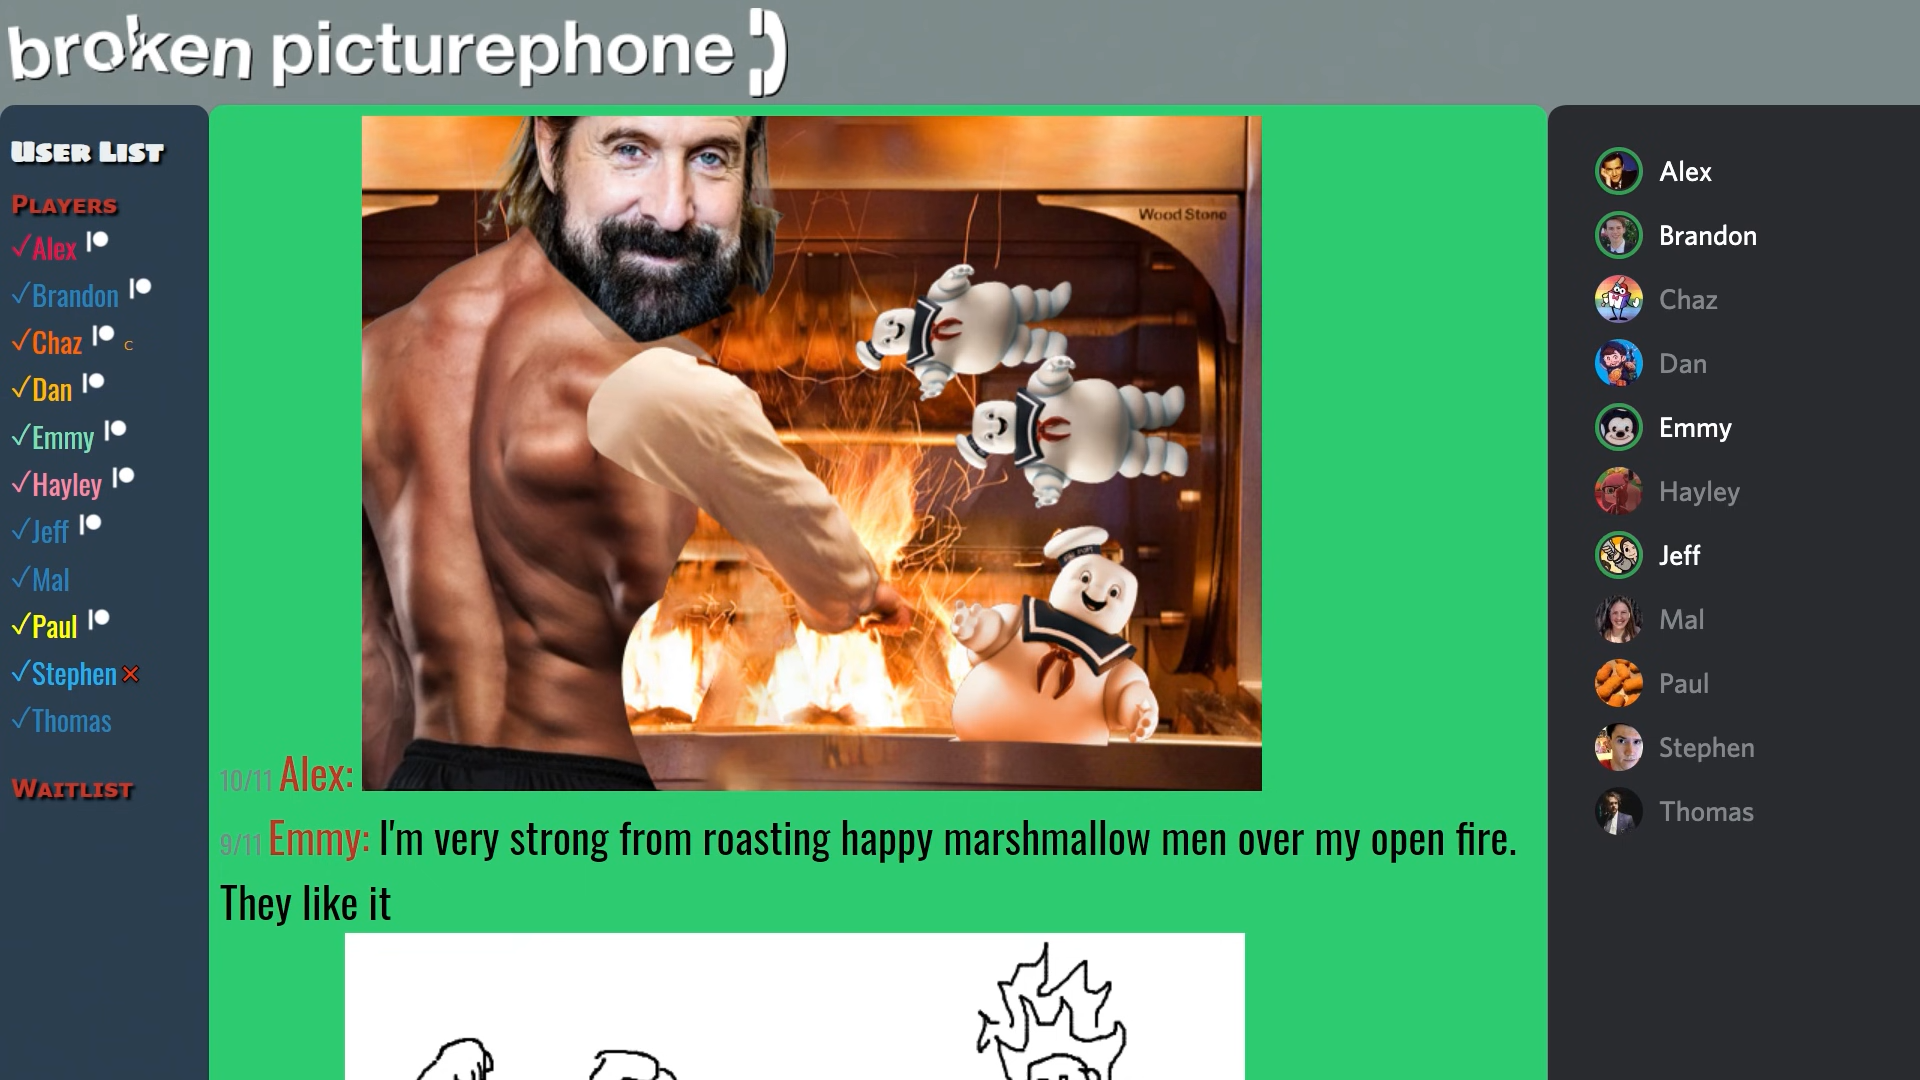 broken picturephone
User List
Players
✓Alex
✓Brandon
✓Chaz c
✓Dan
✓Emmy
✓Hayley
✓Jeff
✓Mal
✓Paul
✓Stephen
✓Thomas
Waitlist
Wood Stone
10/11 Alex:
9/11 Emmy: I'm very strong from roasting happy marshmallow men over my open fire.
They like it
Alex
Brandon
Chaz
Dan
Emmy
Hayley
Jeff
Mal
Paul
Stephen
Thomas